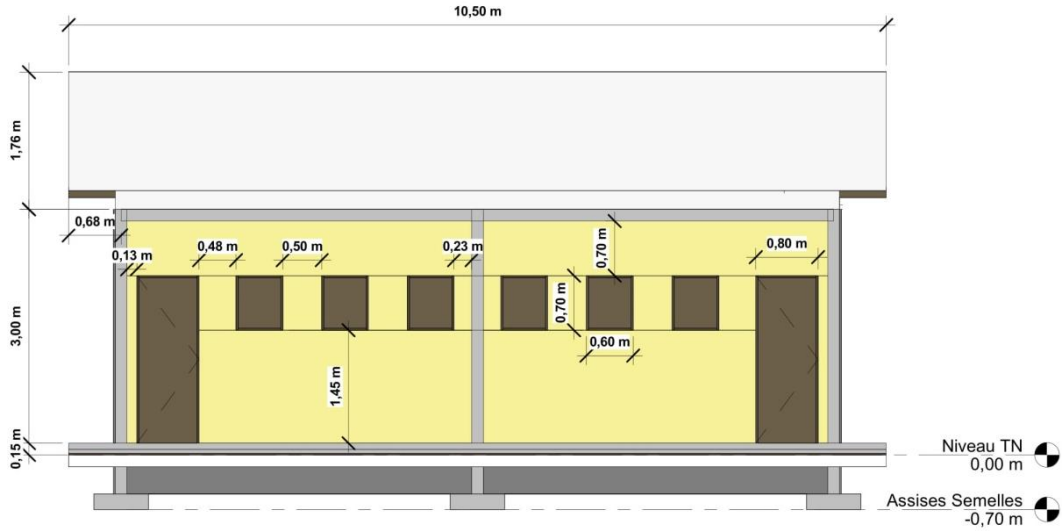 10,50 m
1,76 m
0,68 m
0,13 m
0,48 m
0,50 m
0,23 m
0,70 m
0,80 m
0,70 m
0,60 m
3,00 m
1,45 m
0,15 m
Niveau TN
0,00 m
Assises Semelles
-0,70 m